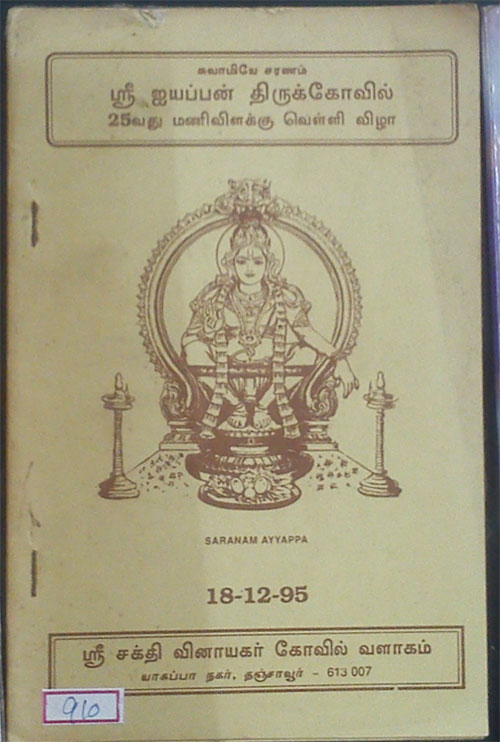 சுவாமியே சரணம்
ஸ்ரீ ஐயப்பன் திருக்கோவில்
25வது மணிவிளக்கு வெள்ளி விழா
SARANAM AYYAPPA
18-12-95
ஸ்ரீ சக்தி வினாயகர் கோவில் வளாகம்
யாகப்பா நகர், தஞ்சாவூர் - 613 007
910